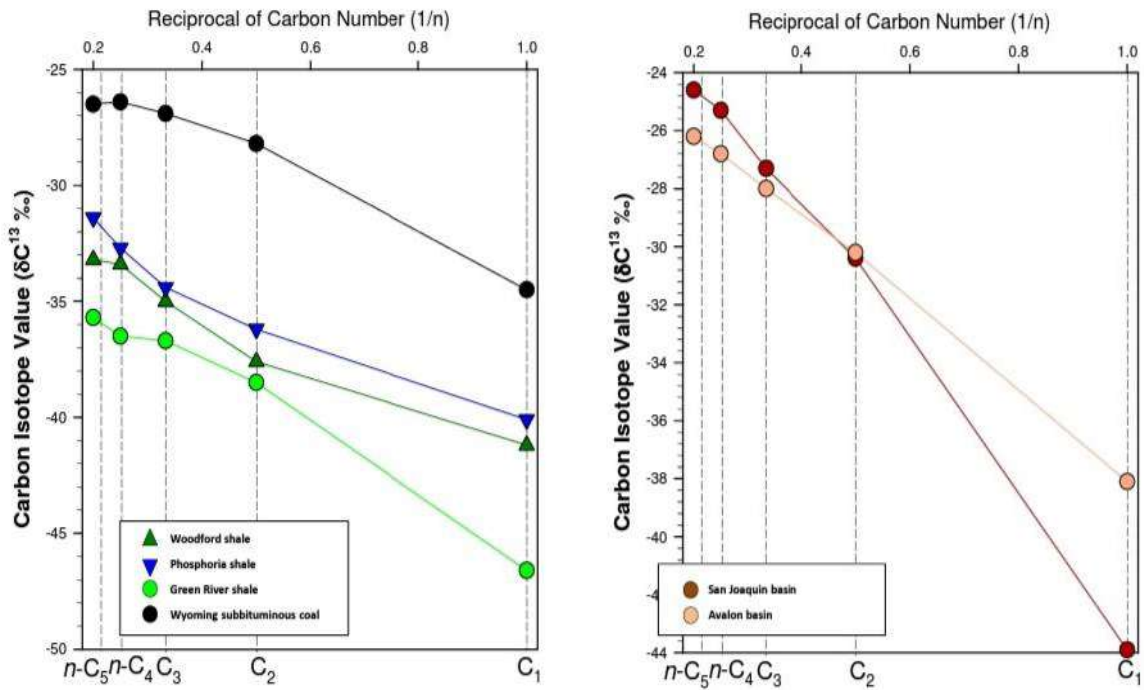 Reciprocal of Carbon Number (1/n)
0.2 0.4 0.6 0.8 1.0
-25
-30
-35
-40
-45
-50
Carbon Isotope Value (δC¹³ ‰)
Woodford shale
Phosphoria shale
Green River shale
Wyoming subbituminous coal
n-C₅ n-C₄ C₃ C₂ C₁
Reciprocal of Carbon Number (1/n)
0.2 0.4 0.6 0.8 1.0
-24
-26
-28
-30
-32
-34
-36
-38
-40
-44
Carbon Isotope Value (δC¹³ ‰)
San Joaquin basin
Avalon basin
n-C₅ n-C₄ C₃ C₂ C₁